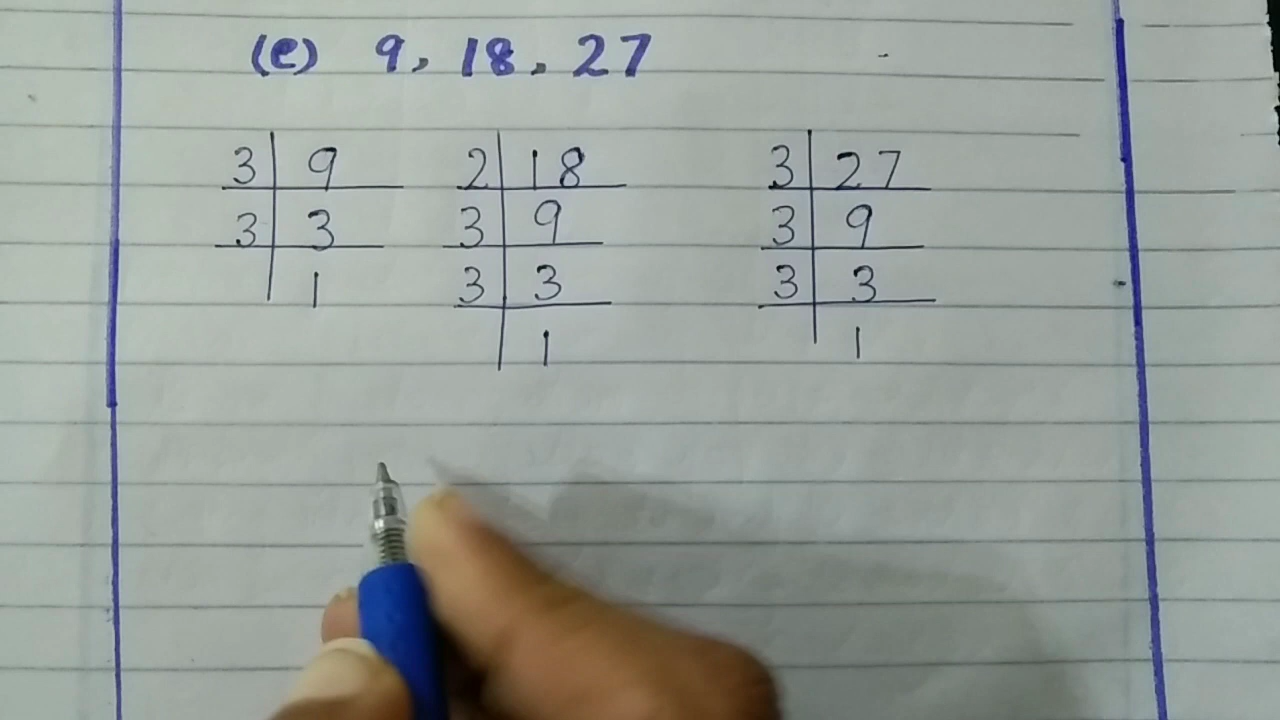 (e) 9, 18, 27
3 | 9 2 | 18 3 | 27
3 | 3 3 | 9 3 | 9
1 3 | 3 3 | 3
1 1